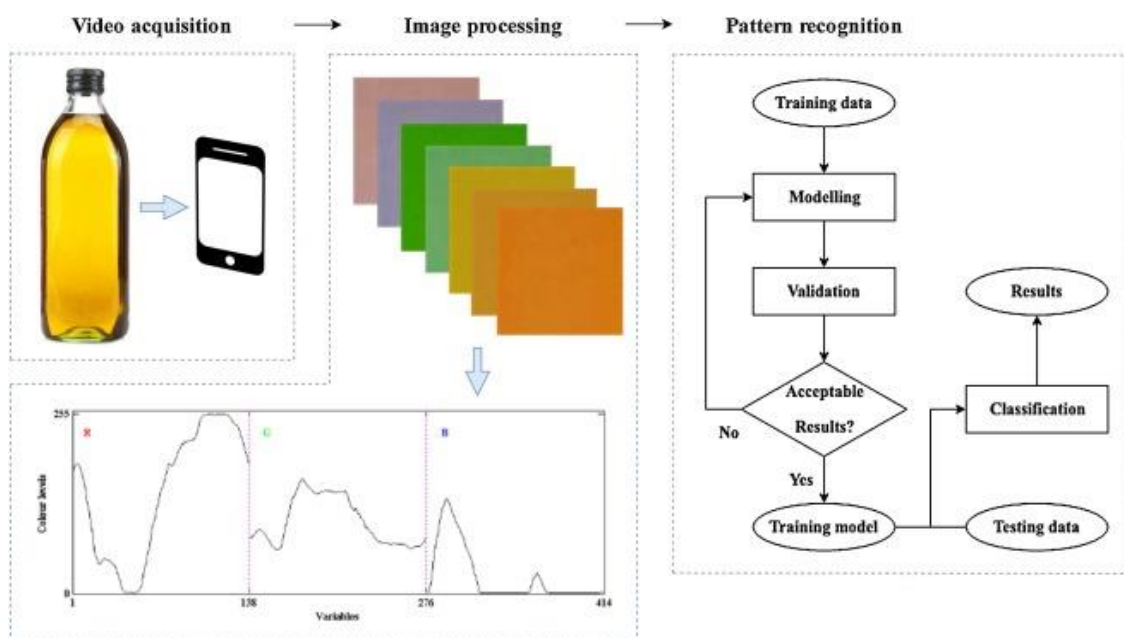 Video acquisition
Image processing
Pattern recognition
Training data
Modelling
Validation
Results
Acceptable
Results?
Classification
No
Yes
Training model
Testing data
255
R
G
B
Colour levels
0
1
138
276
414
Variables